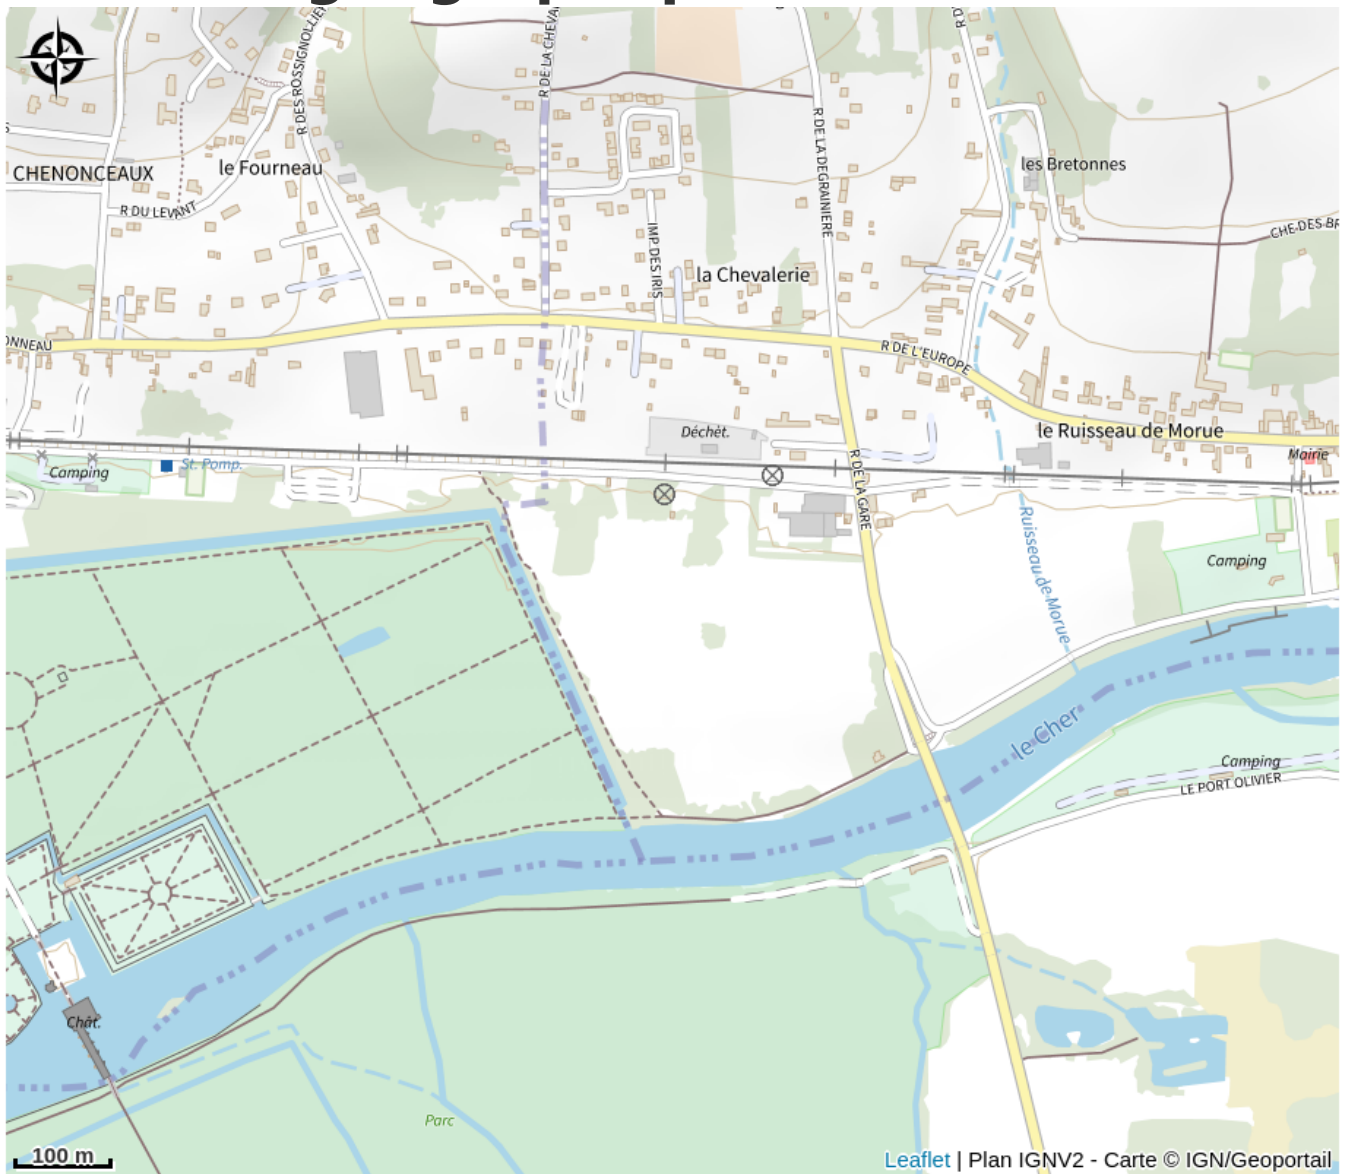 R DES ROSSIGNOLLIE
R DE LA CHEVA
R D
CHENONCEAUX
le Fourneau
R DU LEVANT
R DE LA DEGRAINIERE
les Bretonnes
CHE DES BR
IMP DES IRIS
la Chevalerie
ONNEAU
R DE L'EUROPE
Déchèt.
le Ruisseau de Morue
Mairie
Camping
St. Pomp.
R DE LA GARE
Ruisseau de Morue
Camping
le Cher
Camping
LE PORT OLIVIER
Chât.
Parc
100 m
Leaflet | Plan IGNV2 - Carte © IGN/Geoportail